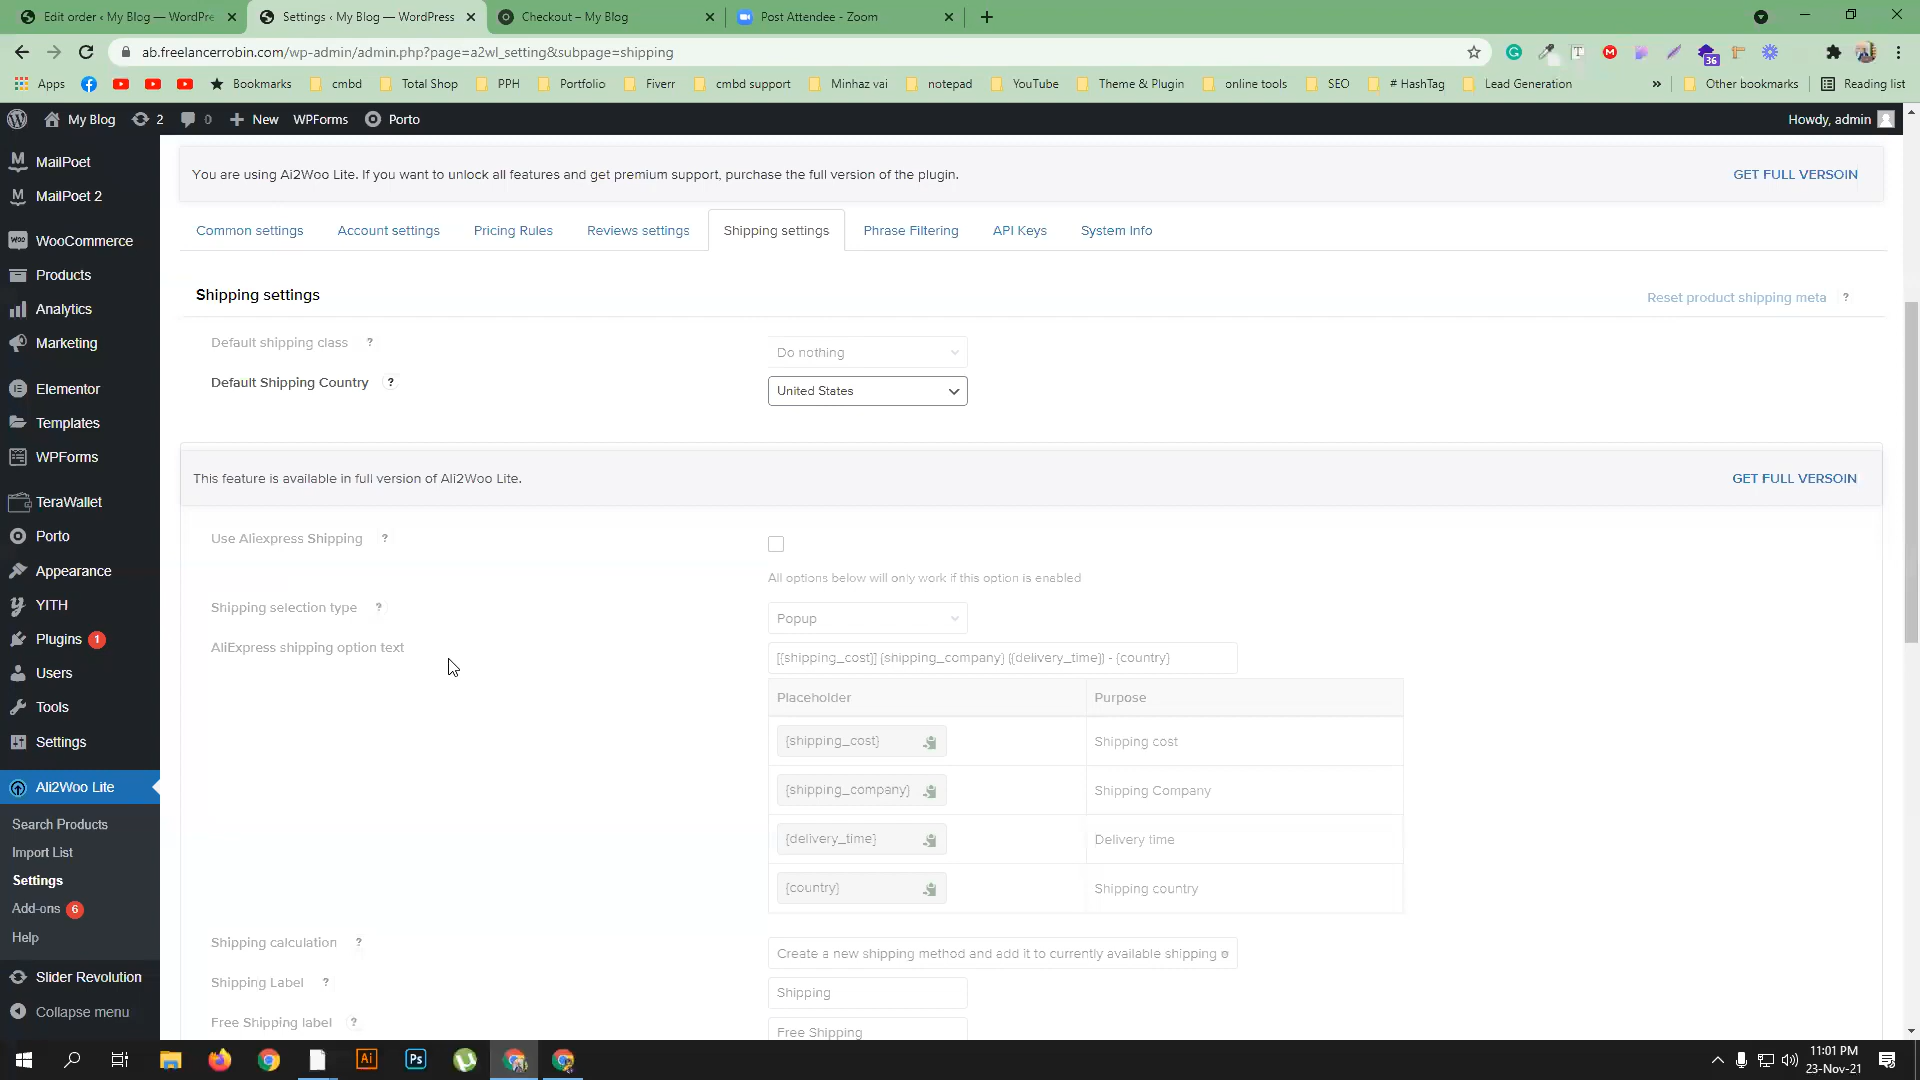 Edit order ‹ My Blog — WordPre
Settings ‹ My Blog — WordPress
Checkout – My Blog
Post Attendee - Zoom
ab.freelancerrobin.com/wp-admin/admin.php?page=a2wl_setting&subpage=shipping
36
Apps
Bookmarks
cmbd
Total Shop
PPH
Portfolio
Fiverr
cmbd support
Minhaz vai
notepad
YouTube
Theme & Plugin
online tools
SEO
# HashTag
Lead Generation
»
Other bookmarks
Reading list
My Blog
2
0
New
WPForms
Porto
Howdy, admin
MailPoet
MailPoet 2
WooCommerce
Products
Analytics
Marketing
Elementor
Templates
WPForms
TeraWallet
Porto
Appearance
YITH
Plugins 1
Users
Tools
Settings
Ali2Woo Lite
Search Products
Import List
Settings
Add-ons 6
Help
Slider Revolution
Collapse menu
You are using Ai2Woo Lite. If you want to unlock all features and get premium support, purchase the full version of the plugin.
GET FULL VERSOIN
Common settings
Account settings
Pricing Rules
Reviews settings
Shipping settings
Phrase Filtering
API Keys
System Info
Shipping settings
Reset product shipping meta ?
Default shipping class ?
Do nothing
Default Shipping Country ?
United States
This feature is available in full version of Ali2Woo Lite.
GET FULL VERSOIN
Use Aliexpress Shipping ?
All options below will only work if this option is enabled
Shipping selection type ?
Popup
AliExpress shipping option text
[{shipping_cost}] {shipping_company} ({delivery_time}) - {country}
Placeholder
Purpose
{shipping_cost}
Shipping cost
{shipping_company}
Shipping Company
{delivery_time}
Delivery time
{country}
Shipping country
Shipping calculation ?
Create a new shipping method and add it to currently available shipping
Shipping Label ?
Shipping
Free Shipping label ?
Free Shipping
Ai
Ps
11:01 PM
23-Nov-21